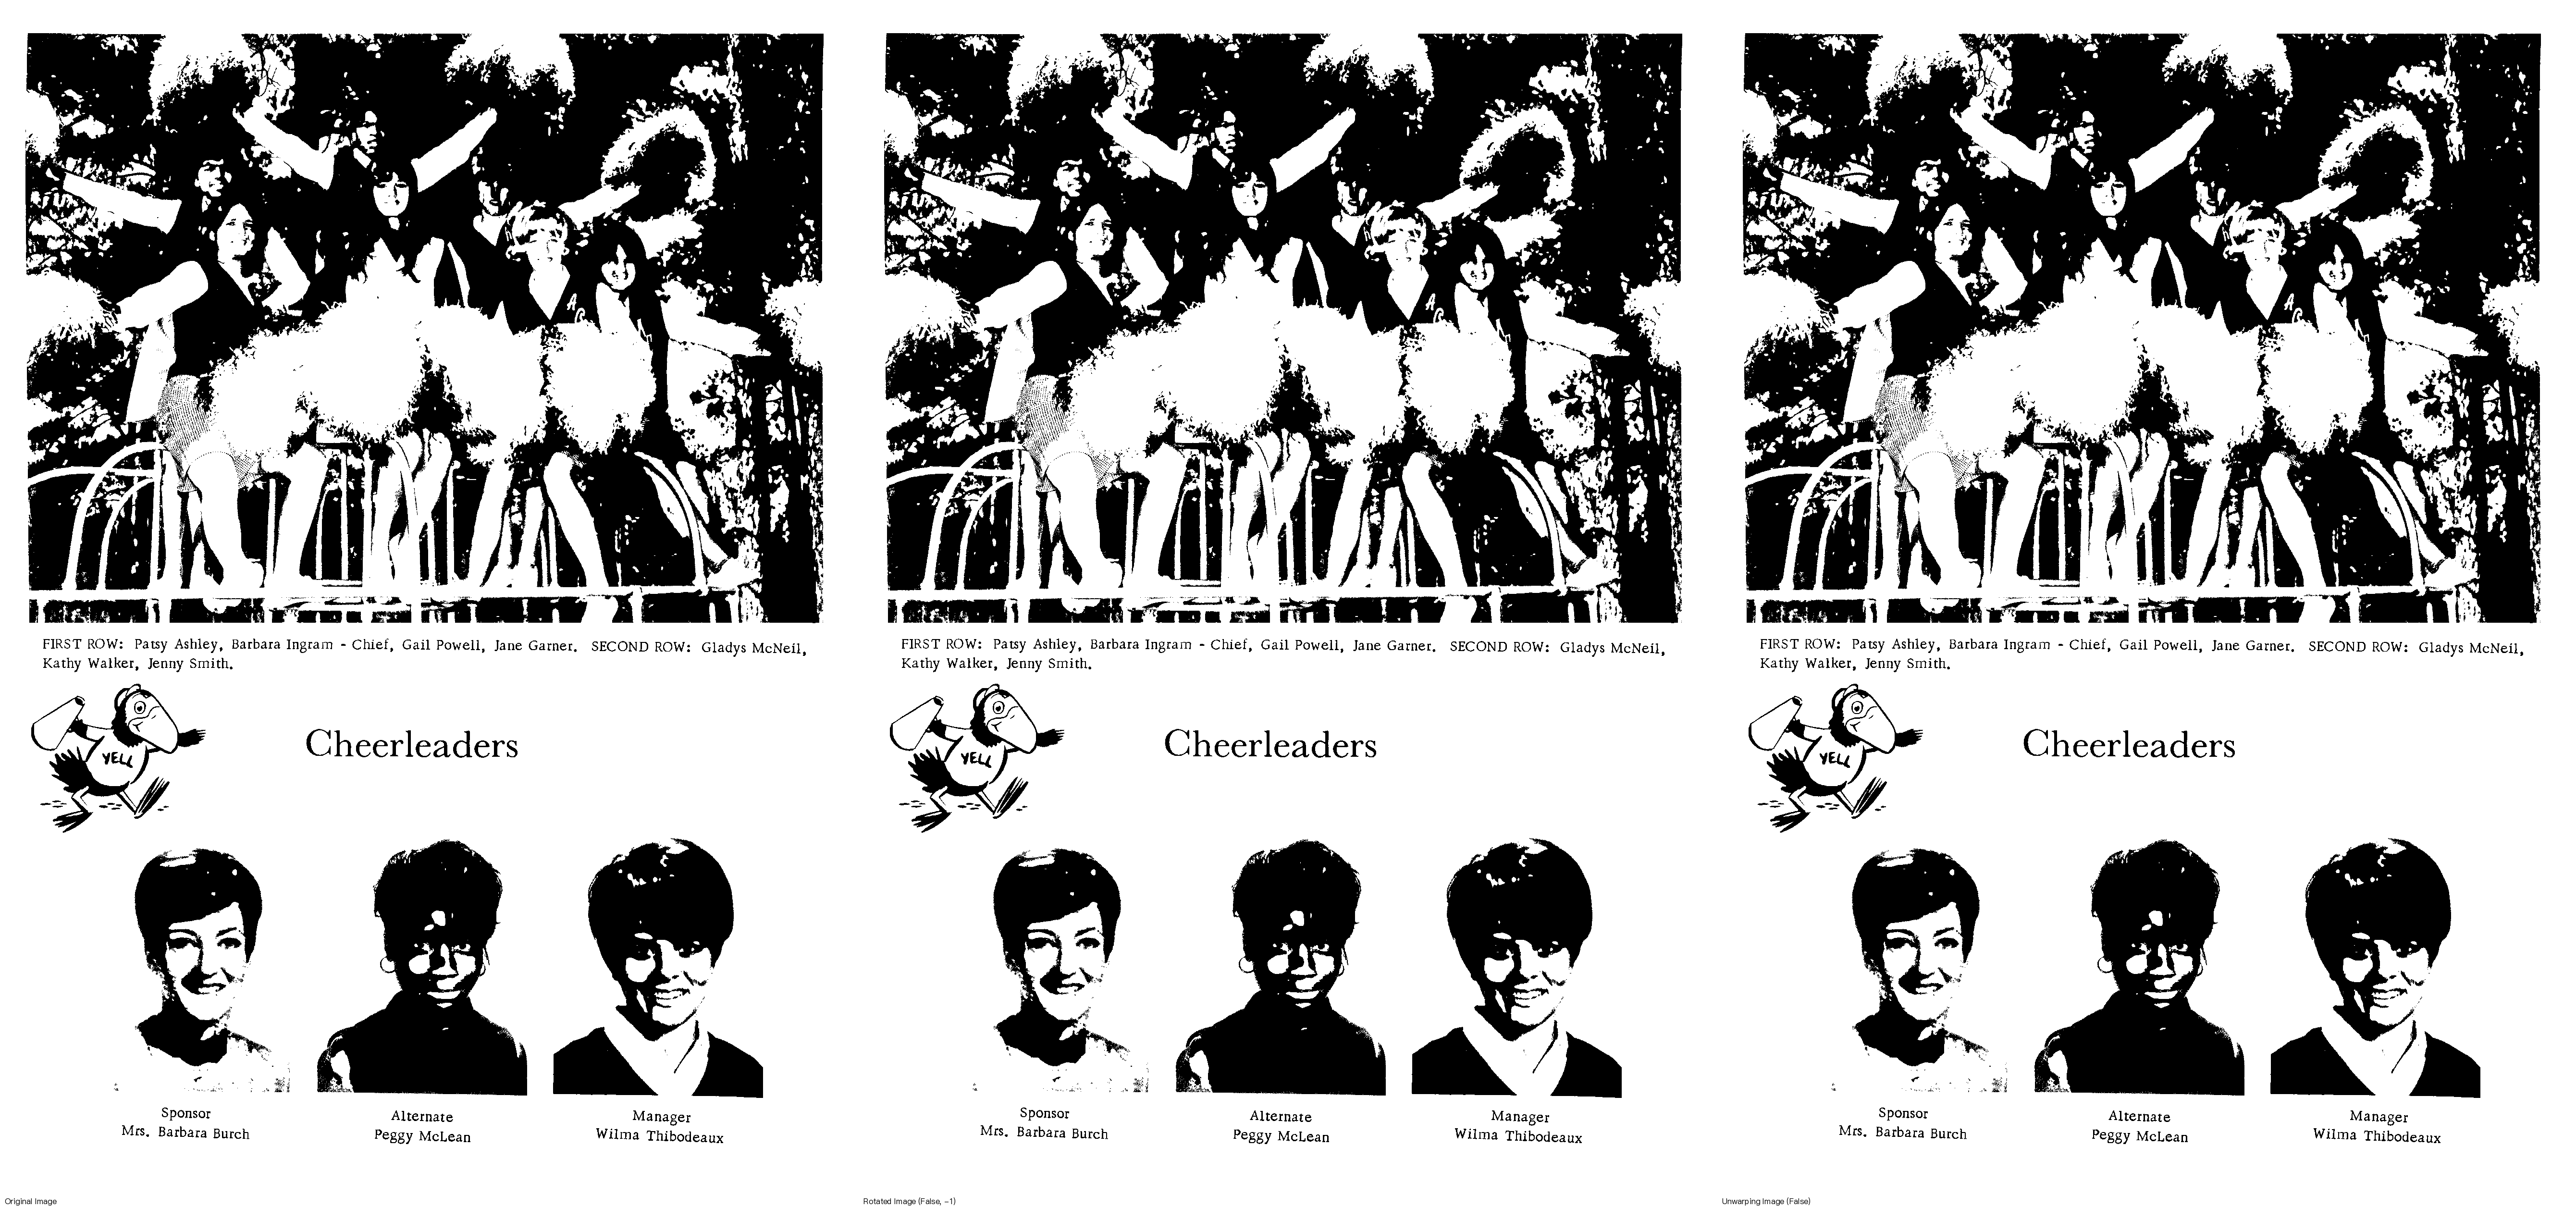 FIRST ROW: Patsy Ashley, Barbara Ingram - Chief, Gail Powell, Jane Garner. SECOND ROW: Gladys McNeil,
Kathy Walker, Jenny Smith.
YELL
Cheerleaders
Sponsor
Mrs. Barbara Burch
Alternate
Peggy McLean
Manager
Wilma Thibodeaux
Original Image
FIRST ROW: Patsy Ashley, Barbara Ingram - Chief, Gail Powell, Jane Garner. SECOND ROW: Gladys McNeil,
Kathy Walker, Jenny Smith.
YELL
Cheerleaders
Sponsor
Mrs. Barbara Burch
Alternate
Peggy McLean
Manager
Wilma Thibodeaux
Rotated Image (False, -1)
FIRST ROW: Patsy Ashley, Barbara Ingram - Chief, Gail Powell, Jane Garner. SECOND ROW: Gladys McNeil,
Kathy Walker, Jenny Smith.
YELL
Cheerleaders
Sponsor
Mrs. Barbara Burch
Alternate
Peggy McLean
Manager
Wilma Thibodeaux
Unwarping Image (False)